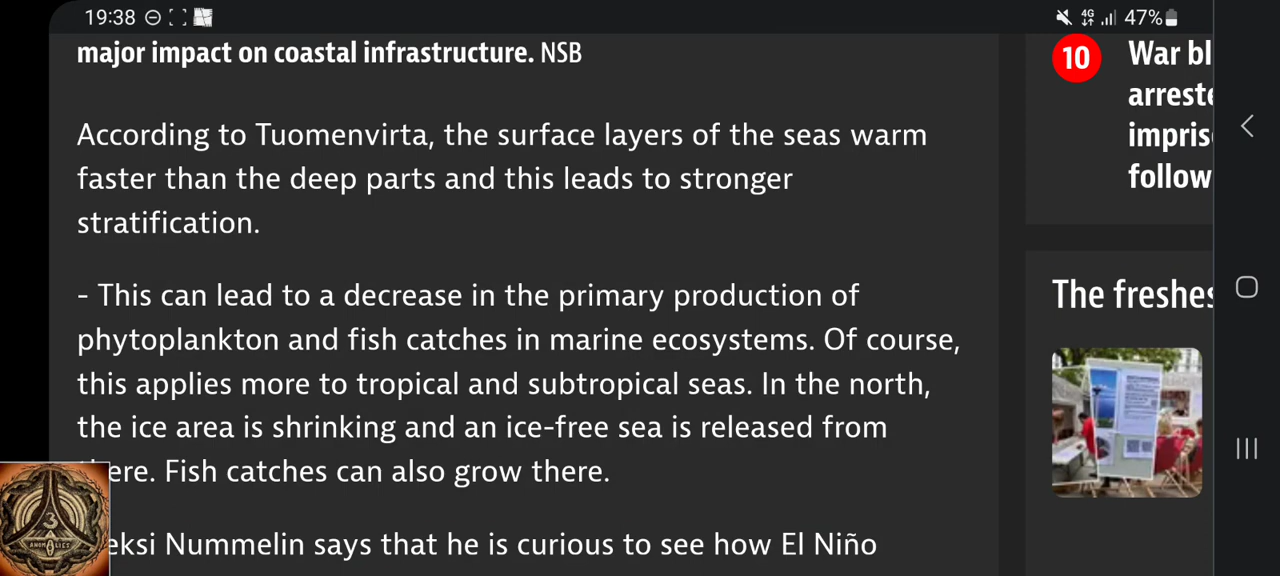 19:38
4G 47%
major impact on coastal infrastructure. NSB
According to Tuomenvirta, the surface layers of the seas warm
faster than the deep parts and this leads to stronger
stratification.
- This can lead to a decrease in the primary production of
phytoplankton and fish catches in marine ecosystems. Of course,
this applies more to tropical and subtropical seas. In the north,
the ice area is shrinking and an ice-free sea is released from
here. Fish catches can also grow there.
eksi Nummelin says that he is curious to see how El Niño
10
War bl
arreste
impris
follow
The freshes
3
ANOMALIES